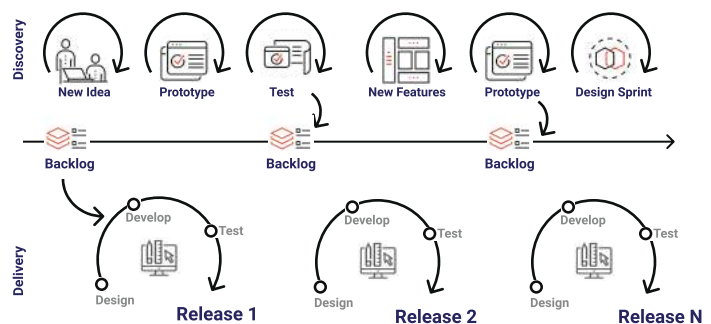 Discovery
New Idea
Prototype
Test
New Features
Prototype
Design Sprint
Backlog
Backlog
Backlog
Delivery
Develop
Test
Design
Release 1
Develop
Test
Design
Release 2
Develop
Test
Design
Release N